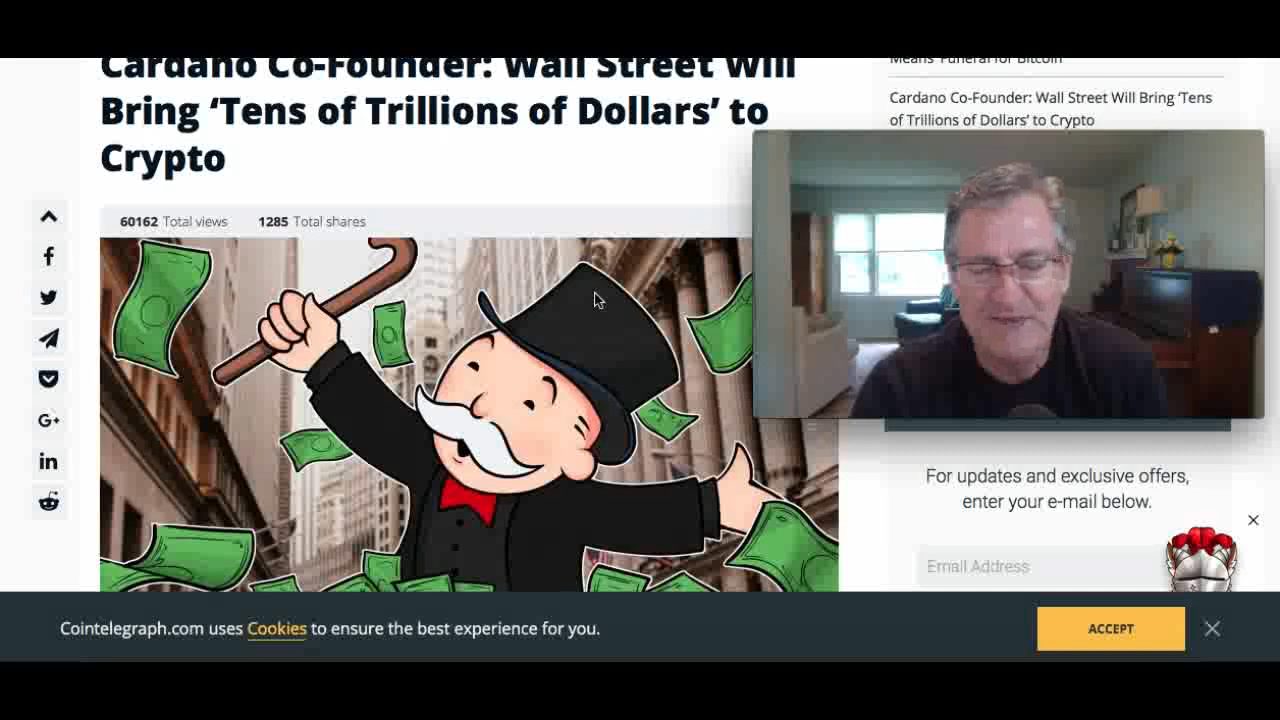 Cardano Co-Founder: Wall Street Will
Bring ‘Tens of Trillions of Dollars’ to
Crypto
60162 Total views
1285 Total shares
Means ‘Funeral for Bitcoin’
Cardano Co-Founder: Wall Street Will Bring ‘Tens
of Trillions of Dollars’ to Crypto
For updates and exclusive offers,
enter your e-mail below.
Email Address
Cointelegraph.com uses Cookies to ensure the best experience for you.
ACCEPT